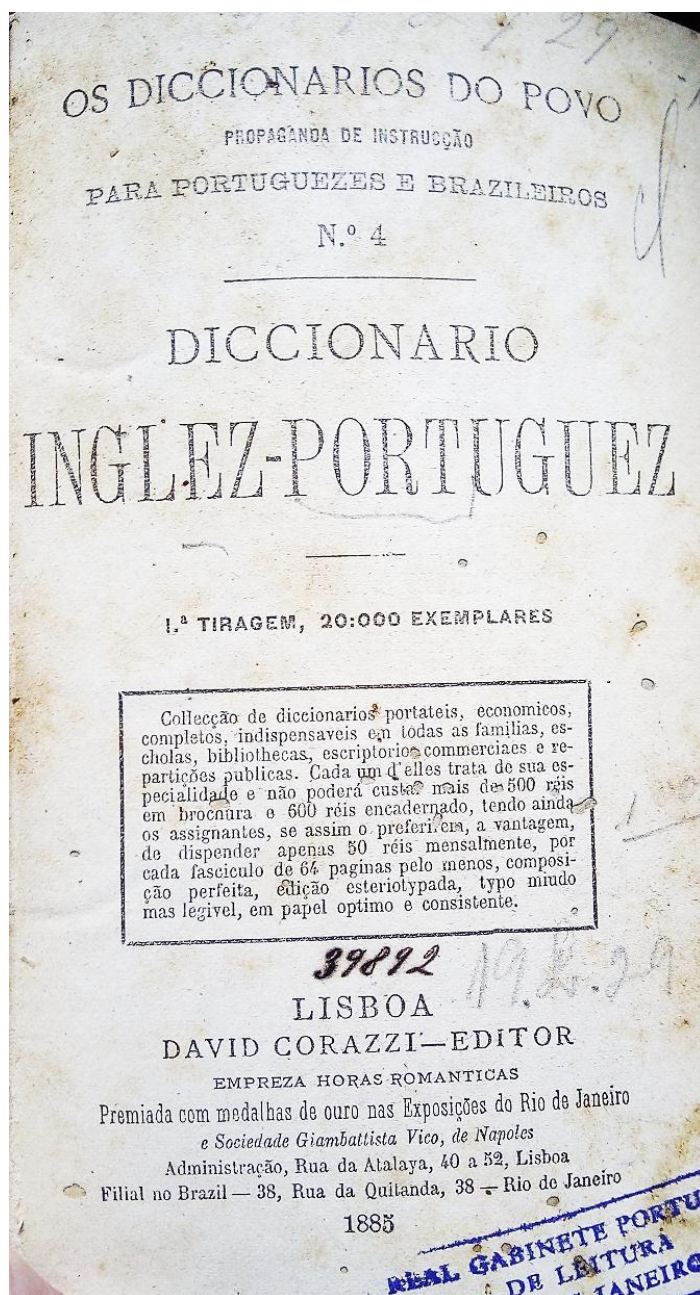 OS DICCIONARIOS DO POVO
PROPAGANDA DE INSTRUCÇÃO
PARA PORTUGUEZES E BRAZILEIROS
N.º 4
DICCIONARIO
INGLEZ-PORTUGUEZ
1.ª TIRAGEM, 20:000 EXEMPLARES
Collecção de diccionarios portateis, economicos,
completos, indispensaveis em todas as familias, es-
cholas, bibliothecas, escriptorios commerciaes e re-
partições publicas. Cada um d'elles trata de sua es-
pecialidade e não poderá custar mais de 500 réis
em brochura e 600 réis encadernado, tendo ainda
os assignantes, se assim o preferirem, a vantagem,
de dispender apenas 50 réis mensalmente, por
cada fasciculo de 64 paginas pelo menos, composi-
ção perfeita, edição esteriotypada, typo miudo
mas legivel, em papel optimo e consistente.
39892
LISBOA
DAVID CORAZZI—EDITOR
EMPREZA HORAS ROMANTICAS
Premiada com medalhas de ouro nas Exposições do Rio de Janeiro
e Sociedade Giambattista Vico, de Napoles
Administração, Rua da Atalaya, 40 a 52, Lisboa
Filial no Brazil — 38, Rua da Quitanda, 38 — Rio de Janeiro
1885
REAL GABINETE PORTU
DE LEITURA
JANEIRO